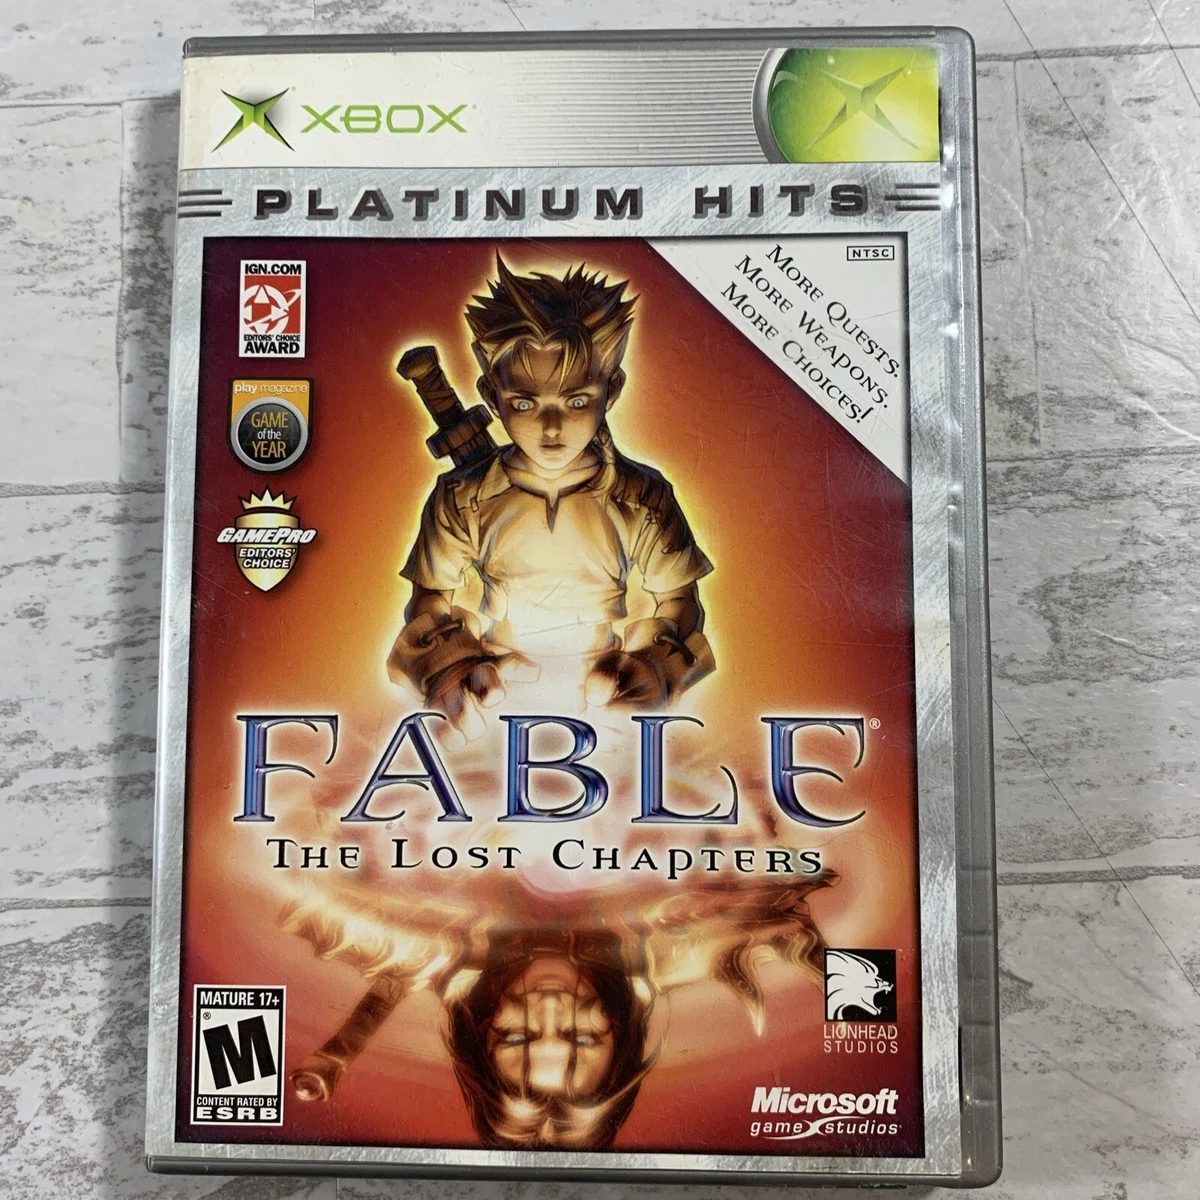 XBOX
PLATINUM HITS
NTSC
More Quests.
More Weapons.
More Choices!
IGN.COM
EDITORS' CHOICE
AWARD
play magazine
GAME
of the
YEAR
GAMEPRO
EDITORS'
CHOICE
FABLE®
The Lost Chapters
MATURE 17+
®
M
CONTENT RATED BY
ESRB
LIONHEAD
STUDIOS
Microsoft
game studios